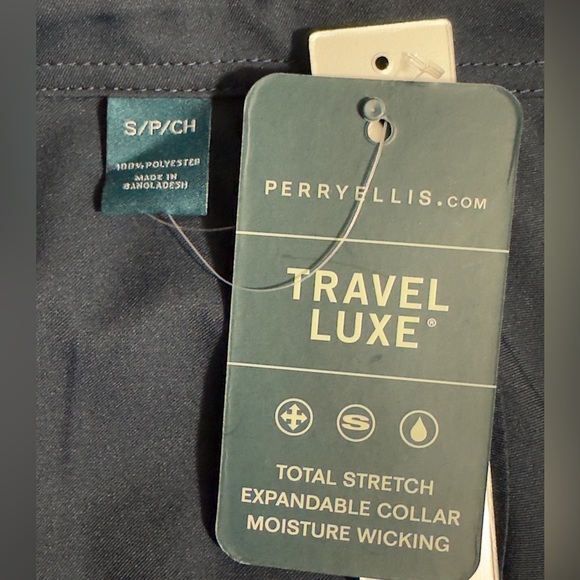 S/P/CH
100% POLYESTER
MADE IN
BANGLADESH
PERRYELLIS.COM
TRAVEL
LUXE®
S
TOTAL STRETCH
EXPANDABLE COLLAR
MOISTURE WICKING